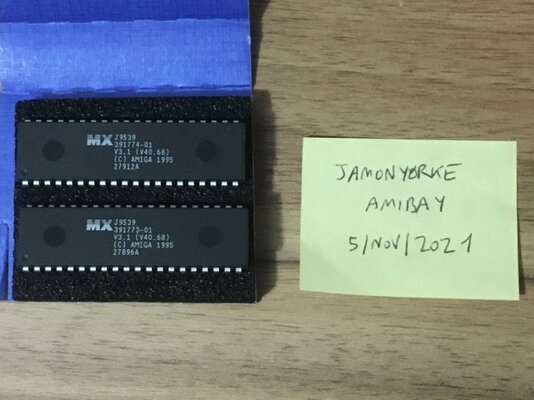 MX J9539
391774-01
V3.1 (V40.68)
(C) AMIGA 1995
27912A
MX J9539
391773-01
V3.1 (V40.68)
(C) AMIGA 1995
27896A
JAMONYORKE
AMIBAY
5/NOV/2021